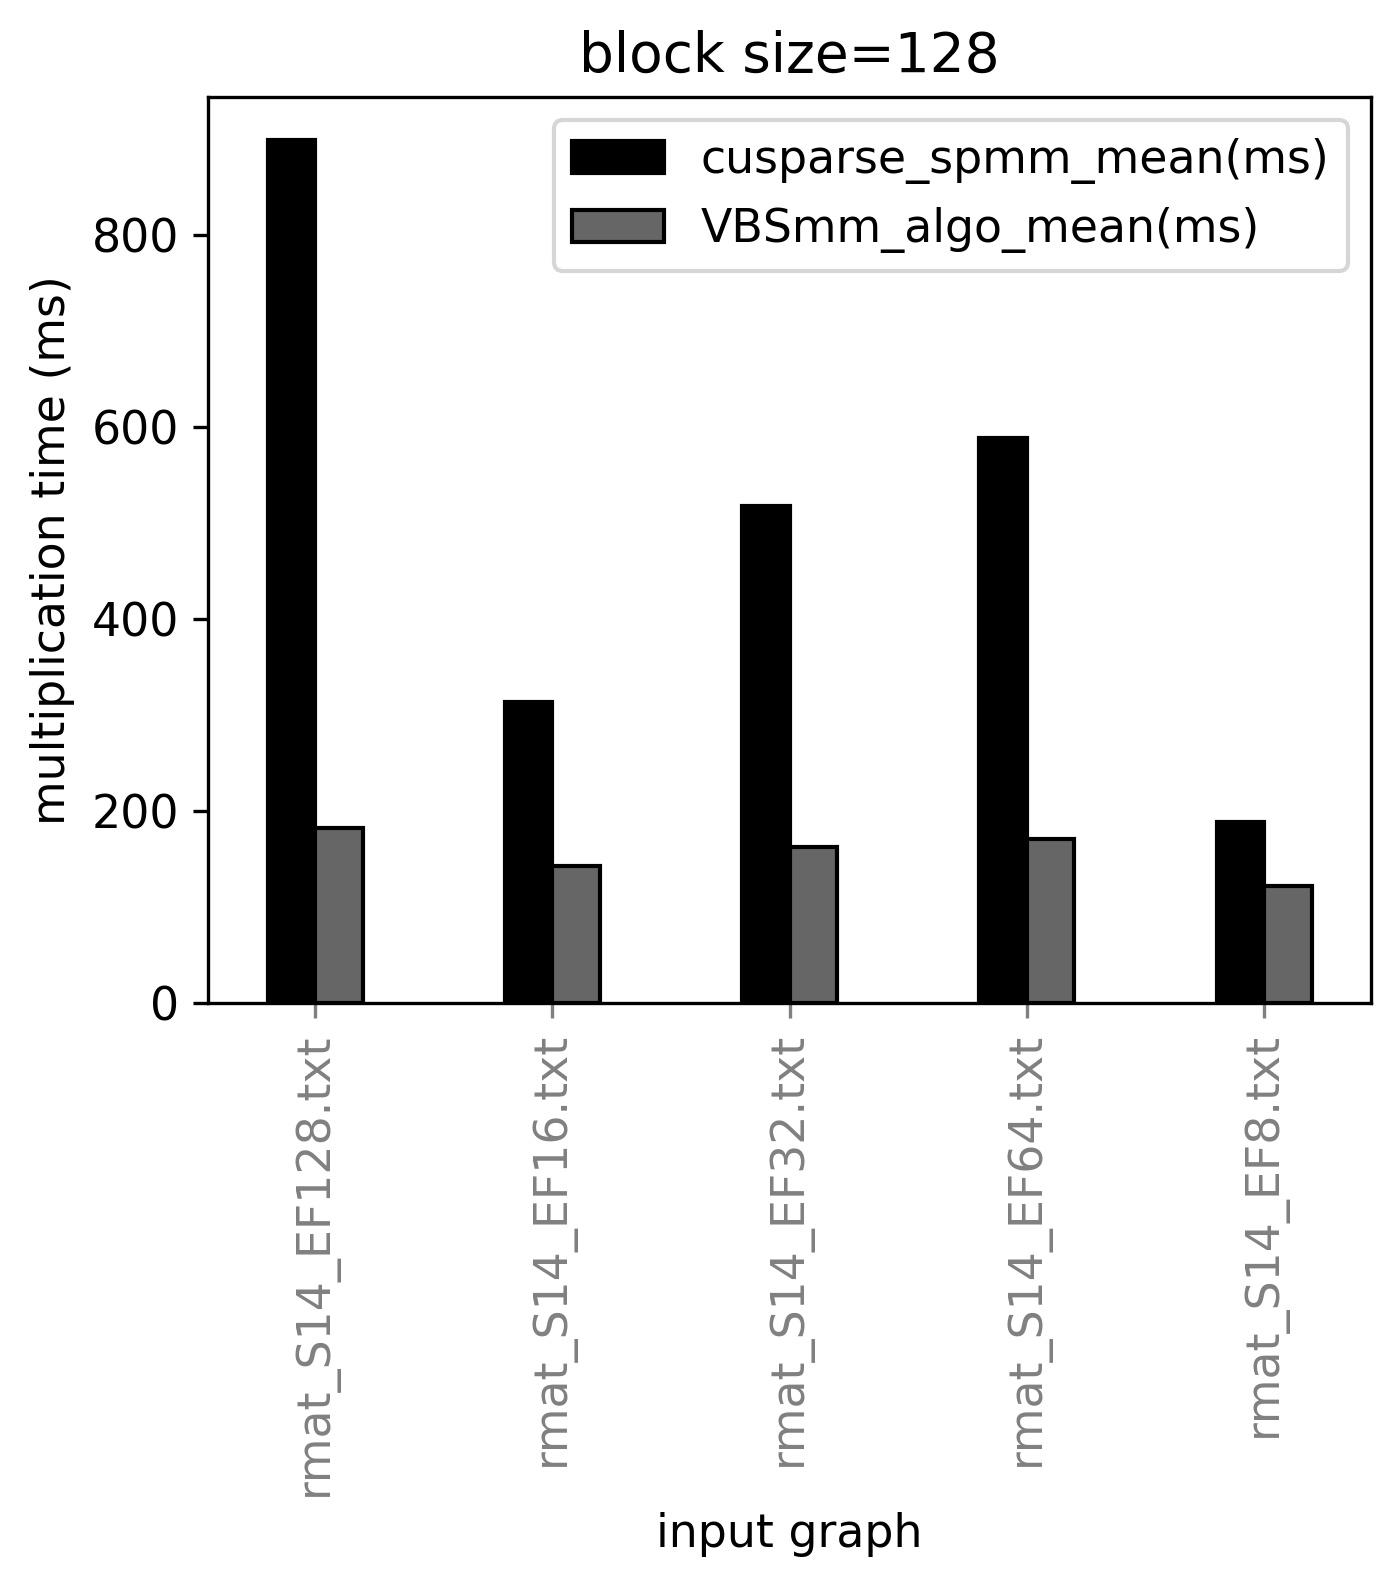 block size=128
cusparse_spmm_mean(ms)
VBSmm_algo_mean(ms)
multiplication time (ms)
800
600
400
200
0
rmat_S14_EF128.txt
rmat_S14_EF16.txt
rmat_S14_EF32.txt
rmat_S14_EF64.txt
rmat_S14_EF8.txt
input graph